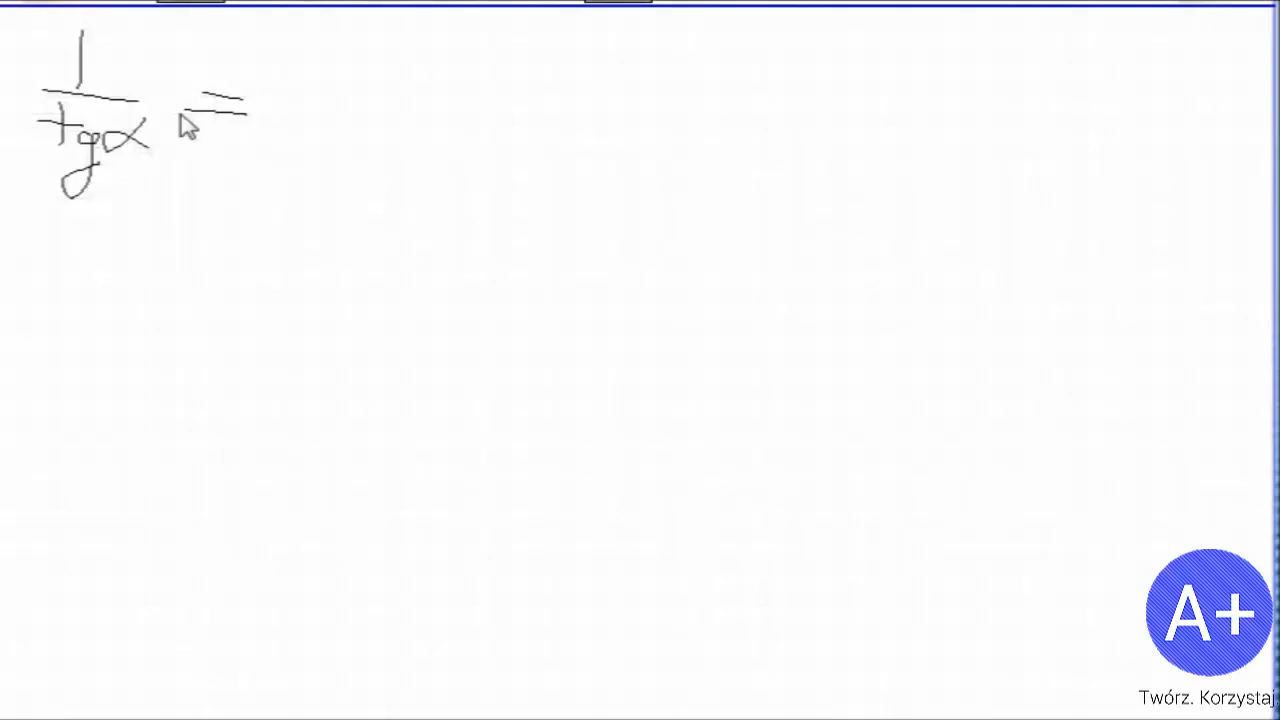 1
tgα =
A+
Twórz. Korzystaj